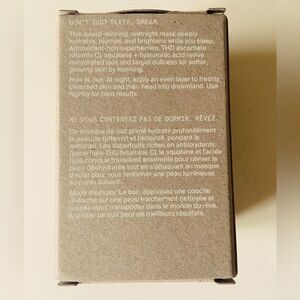 DON'T JUST SLEEP, DREAM.
This award-winning overnight mask deeply
hydrates, plumps, and brightens while you sleep.
Antioxidant-rich superberries, THD ascorbate
(vitamin C), squalane + hyaluronic acid revive
dehydrated skin and target dullness for softer,
glowing skin by morning.
How to use: At night, apply an even layer to freshly
cleansed skin and then head into dreamland. Use
nightly for best results.
NE VOUS CONTENTEZ PAS DE DORMIR. RÊVEZ.
Ce masque de nuit primé hydrate profondément
la peau, la raffermit et l'éclaircit pendant le
sommeil. Les superfruits riches en antioxydants,
l'ascorbate THD (vitamine C), le squalane et l'acide
hyaluronique travaillent ensemble pour raviver la
peau déshydratée tout en s'attaquant au manque
d'éclat pour vous redonner une peau lumineuse
au matin suivant.
Mode d'emploi: Le soir, appliquez une couche
uniforme sur une peau fraîchement nettoyée et
laissez-vous transporter dans le monde du rêve.
À utiliser de nuit pour de meilleurs résultats.